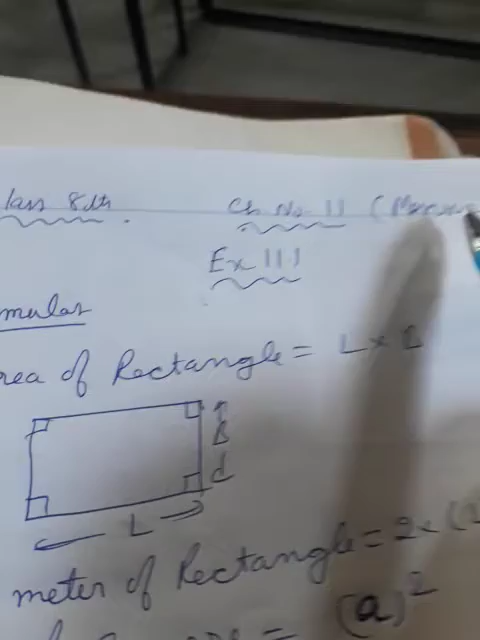 lass 8th. Ch No 11 (
Ex 11.1
mulas
rea of Rectangle = L × B
B
L
meter of Rectangle = 2 × (
= (a)²